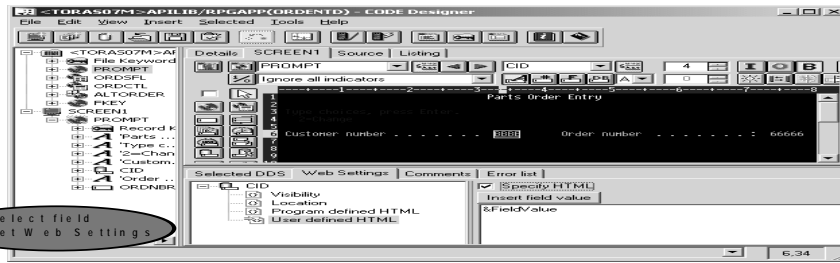 <TORAS07M>APILIB/RPGAPP(ORDENTD) - CODE Designer
File Edit View Insert Selected Tools Help
<TORAS07M>AF
File Keyword
PROMPT
ORDSFL
ORDCTL
ALTORDER
FKEY
SCREEN1
PROMPT
Record K
'Parts ...
'Type c...
'2=Chan
'Custom.
CID
'Order ..
ORDNBR
Details SCREEN1 Source Listing
PROMPT CID 4 I B
Ignore all indicators A 0
Parts Order Entry
Type choices, press Enter.
2=Change
Customer number . . . . . . . BBBB Order number . . . . . . . . : 66666
Selected DDS Web Settings Comments Error list
CID
Visibility
Location
Program defined HTML
User defined HTML
Specify HTML
Insert field value
&FieldValue
elect field
et Web Settings
6,34